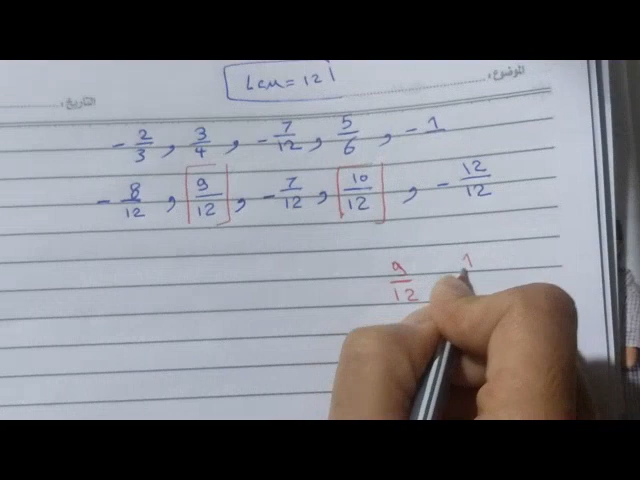 الموضوع:
LCM = 12
التاريخ:
- 2/3 , 3/4 , - 7/12 , 5/6 , - 1
- 8/12 , 9/12 , - 7/12 , 10/12 , - 12/12
9/12 1